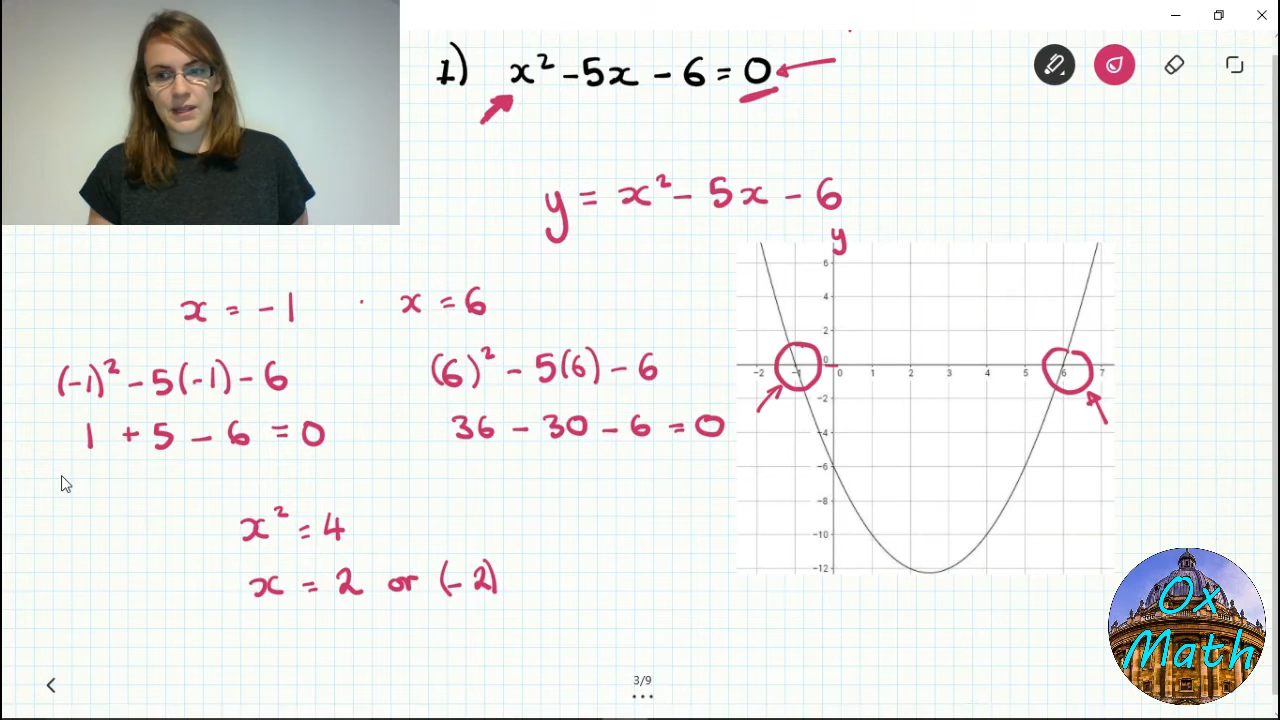 1) x² - 5x - 6 = 0
y = x² - 5x - 6
y
6
4
2
0
-2 -1 0 1 2 3 4 5 6 7
-2
-4
-6
-8
-10
-12
x = -1 · x = 6
(-1)² - 5(-1) - 6
(6)² - 5(6) - 6
1 + 5 - 6 = 0
36 - 30 - 6 = 0
x² = 4
x = 2 or (-2)
Ox
Math
3/9